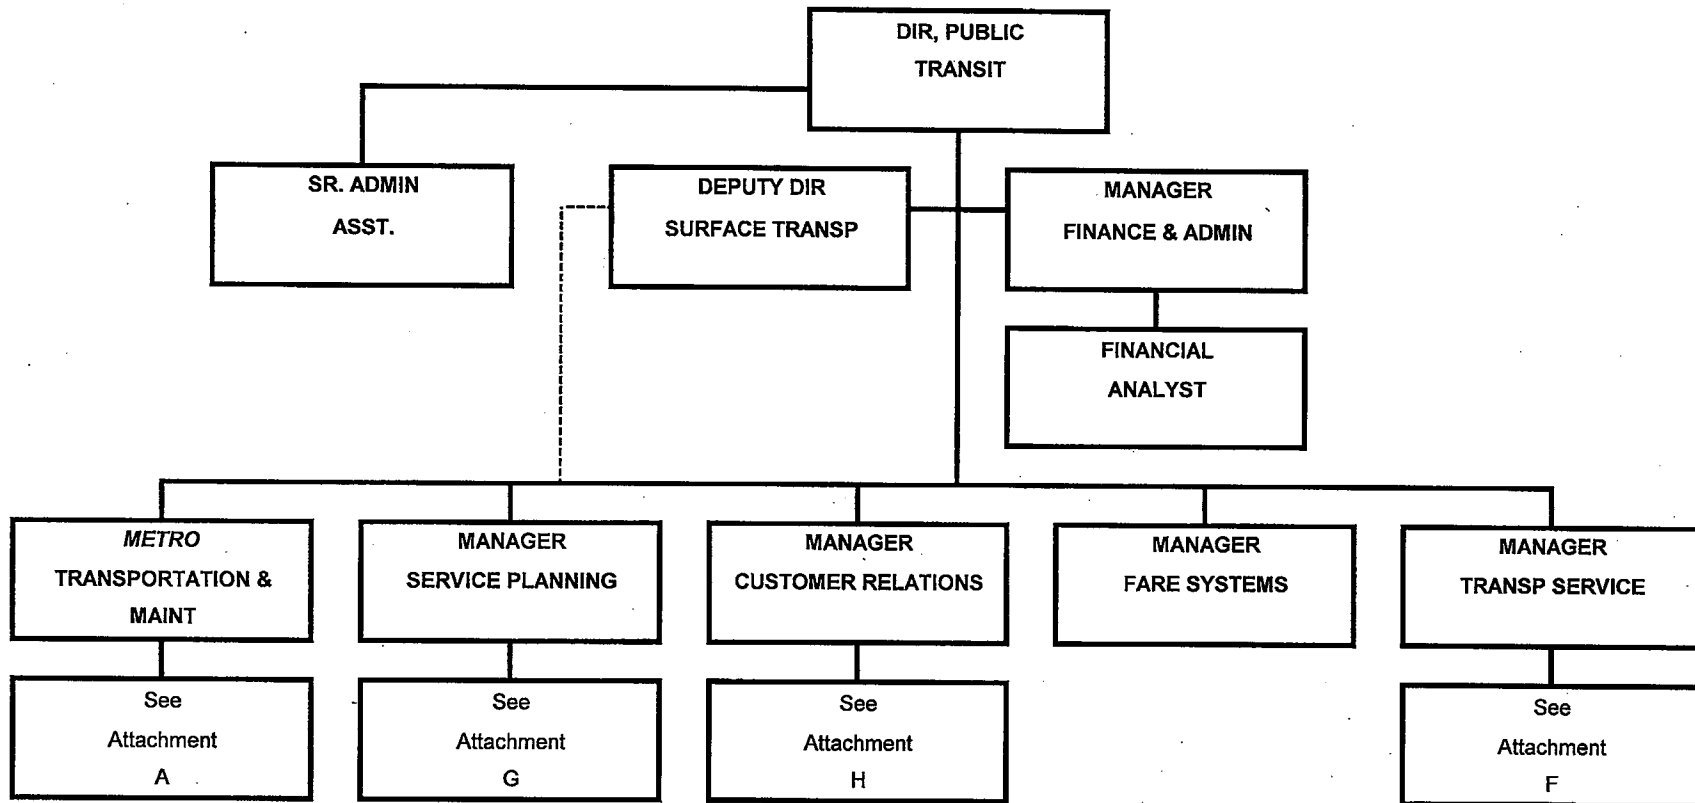 DIR, PUBLIC
TRANSIT
SR. ADMIN
ASST.
DEPUTY DIR
SURFACE TRANSP
MANAGER
FINANCE & ADMIN
FINANCIAL
ANALYST
METRO
TRANSPORTATION &
MAINT
MANAGER
SERVICE PLANNING
MANAGER
CUSTOMER RELATIONS
MANAGER
FARE SYSTEMS
MANAGER
TRANSP SERVICE
See
Attachment
A
See
Attachment
G
See
Attachment
H
See
Attachment
F